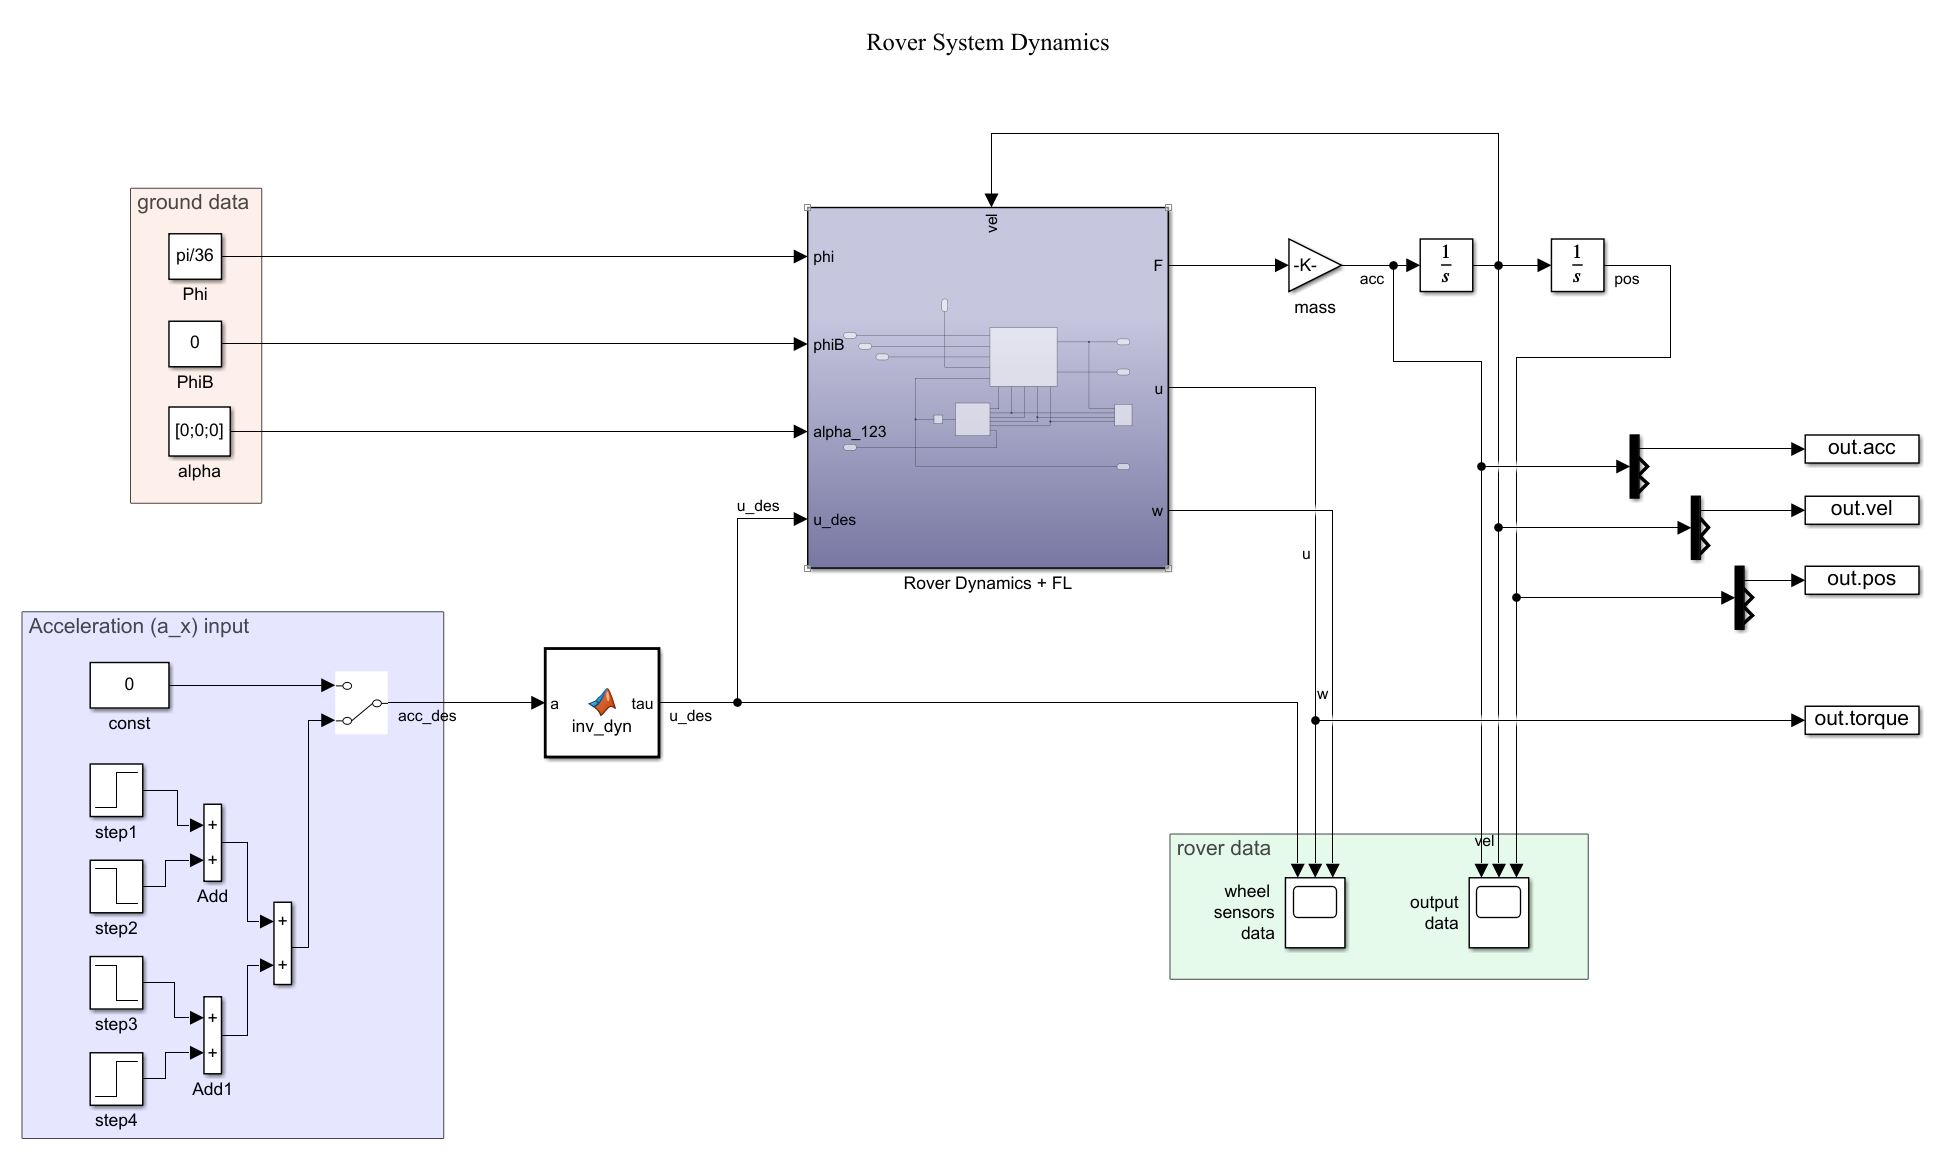 Rover System Dynamics
ground data
pi/36
Phi
0
PhiB
[0;0;0]
alpha
vel
phi
phiB
alpha_123
u_des
u_des
F
u
w
Rover Dynamics + FL
-K-
mass
acc
1
s
1
s
pos
out.acc
out.vel
out.pos
out.torque
u
w
Acceleration (a_x) input
0
const
acc_des
step1
+
+
Add
step2
+
+
step3
+
+
Add1
step4
a
tau
inv_dyn
u_des
rover data
vel
wheel
sensors
data
output
data